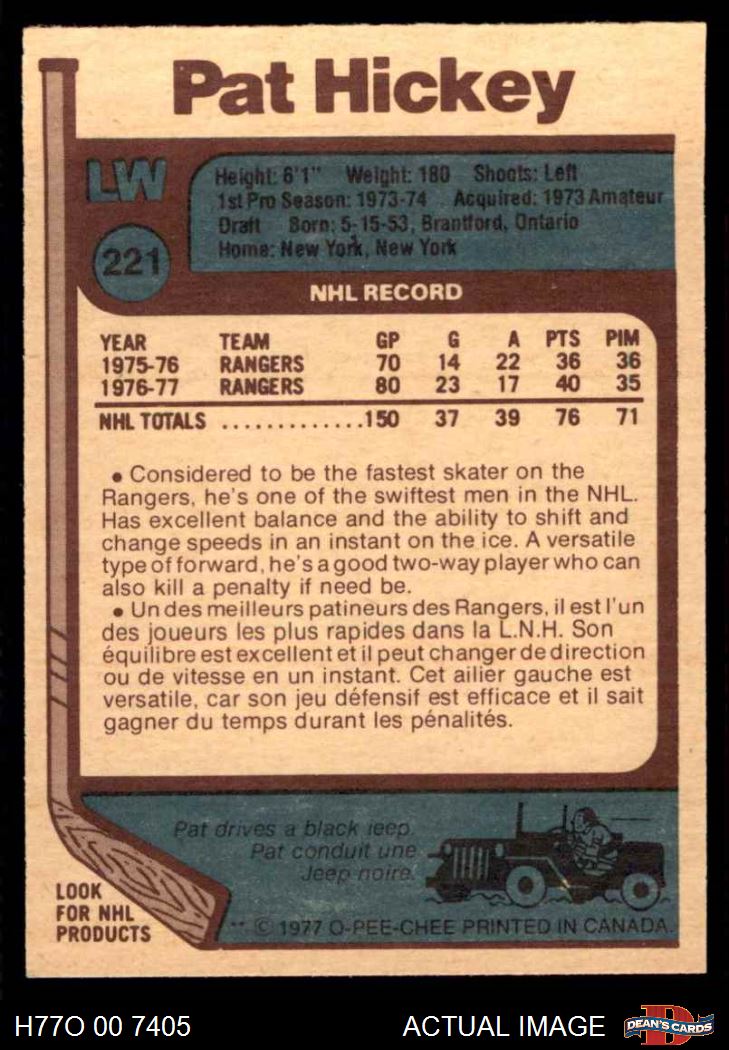 Pat Hickey
LW
Height: 6'1" Weight: 180 Shoots: Left
1st Pro Season: 1973-74 Acquired: 1973 Amateur
Draft Born: 5-15-53, Brantford, Ontario
Home: New York, New York
221
NHL RECORD
YEAR TEAM GP G A PTS PIM
1975-76 RANGERS 70 14 22 36 36
1976-77 RANGERS 80 23 17 40 35
NHL TOTALS .............150 37 39 76 71
• Considered to be the fastest skater on the
Rangers, he's one of the swiftest men in the NHL.
Has excellent balance and the ability to shift and
change speeds in an instant on the ice. A versatile
type of forward, he's a good two-way player who can
also kill a penalty if need be.
• Un des meilleurs patineurs des Rangers, il est l'un
des joueurs les plus rapides dans la L.N.H. Son
équilibre est excellent et il peut changer de direction
ou de vitesse en un instant. Cet ailier gauche est
versatile, car son jeu défensif est efficace et il sait
gagner du temps durant les pénalités.
Pat drives a black jeep.
Pat conduit une
Jeep noire.
LOOK
FOR NHL
PRODUCTS
** © 1977 O-PEE-CHEE PRINTED IN CANADA.
H77O 00 7405 ACTUAL IMAGE
D
DEAN'S CARDS